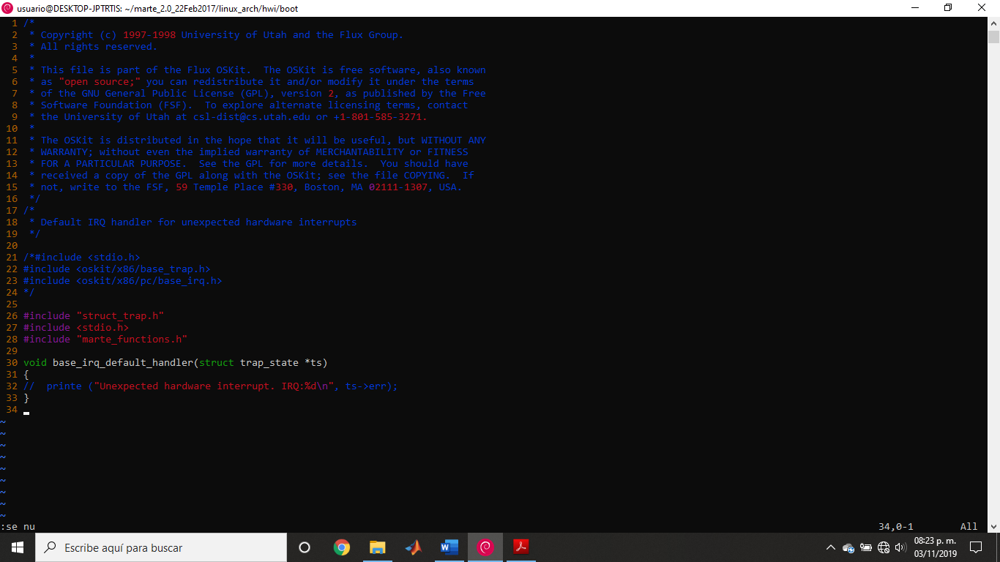 usuario@DESKTOP-JPTRTIS: ~/marte_2.0_22Feb2017/linux_arch/hwi/boot
1 /*
2  * Copyright (c) 1997-1998 University of Utah and the Flux Group.
3  * All rights reserved.
4  *
5  * This file is part of the Flux OSKit.  The OSKit is free software, also known
6  * as "open source;" you can redistribute it and/or modify it under the terms
7  * of the GNU General Public License (GPL), version 2, as published by the Free
8  * Software Foundation (FSF).  To explore alternate licensing terms, contact
9  * the University of Utah at csl-dist@cs.utah.edu or +1-801-585-3271.
10  *
11  * The OSKit is distributed in the hope that it will be useful, but WITHOUT ANY
12  * WARRANTY; without even the implied warranty of MERCHANTABILITY or FITNESS
13  * FOR A PARTICULAR PURPOSE.  See the GPL for more details.  You should have
14  * received a copy of the GPL along with the OSKit; see the file COPYING.  If
15  * not, write to the FSF, 59 Temple Place #330, Boston, MA 02111-1307, USA.
16  */
17 /*
18  * Default IRQ handler for unexpected hardware interrupts
19  */
20
21 /*#include <stdio.h>
22 #include <oskit/x86/base_trap.h>
23 #include <oskit/x86/pc/base_irq.h>
24 */
25
26 #include "struct_trap.h"
27 #include <stdio.h>
28 #include "marte_functions.h"
29
30 void base_irq_default_handler(struct trap_state *ts)
31 {
32 //  printe ("Unexpected hardware interrupt. IRQ:%d\n", ts->err);
33 }
34
~
~
~
~
~
~
~
~
~
:se nu 34,0-1 All
Escribe aquí para buscar
08:23 p. m.
03/11/2019